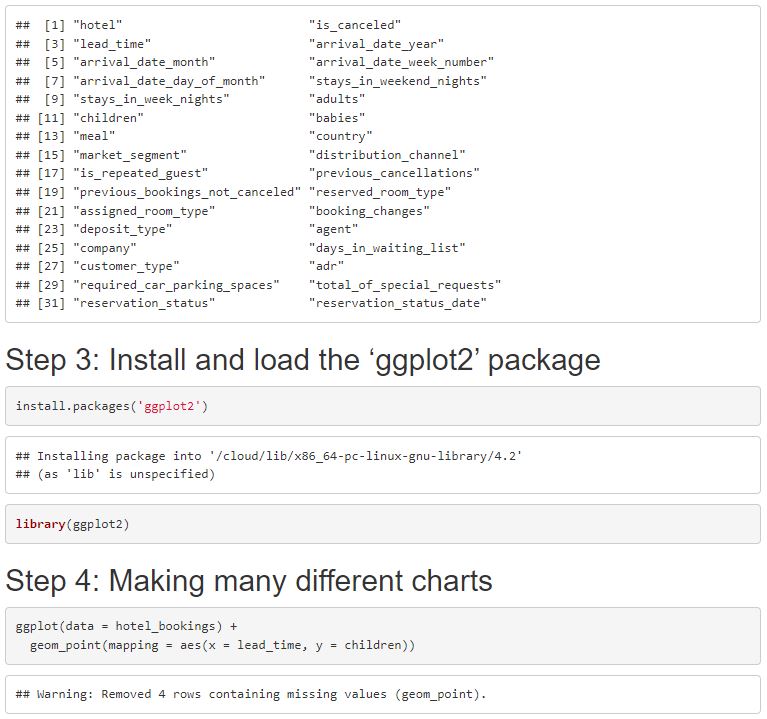 ##  [1] "hotel"                          "is_canceled"
##  [3] "lead_time"                      "arrival_date_year"
##  [5] "arrival_date_month"             "arrival_date_week_number"
##  [7] "arrival_date_day_of_month"      "stays_in_weekend_nights"
##  [9] "stays_in_week_nights"           "adults"
## [11] "children"                       "babies"
## [13] "meal"                           "country"
## [15] "market_segment"                 "distribution_channel"
## [17] "is_repeated_guest"              "previous_cancellations"
## [19] "previous_bookings_not_canceled" "reserved_room_type"
## [21] "assigned_room_type"             "booking_changes"
## [23] "deposit_type"                   "agent"
## [25] "company"                        "days_in_waiting_list"
## [27] "customer_type"                  "adr"
## [29] "required_car_parking_spaces"    "total_of_special_requests"
## [31] "reservation_status"             "reservation_status_date"
Step 3: Install and load the ‘ggplot2’ package
install.packages('ggplot2')
## Installing package into '/cloud/lib/x86_64-pc-linux-gnu-library/4.2'
## (as 'lib' is unspecified)
library(ggplot2)
Step 4: Making many different charts
ggplot(data = hotel_bookings) +
  geom_point(mapping = aes(x = lead_time, y = children))
## Warning: Removed 4 rows containing missing values (geom_point).